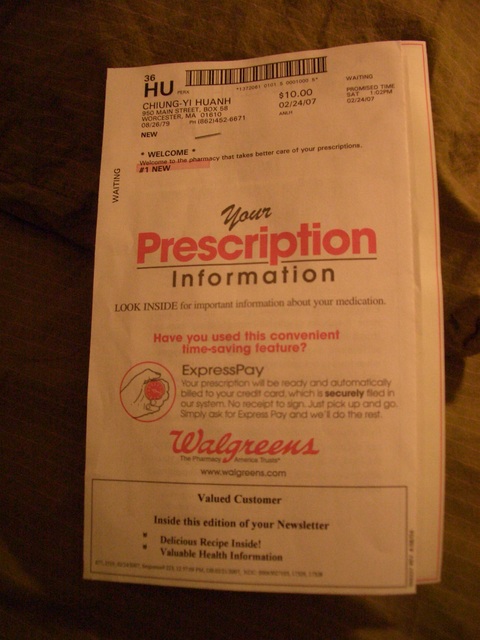 36
HU
$10.00
02/24/07
WAITING
PROMISED TIME
SAT 1:02PM
02/24/07
CHIUNG-YI HUANH
950 MAIN STREET, BOX 58
WORCESTER, MA 01610
08/26/79 PH (862)452-6671
NEW
* WELCOME *
Welcome to the pharmacy that takes better care of your prescriptions.
#1 NEW
WAITING
Your
Prescription
Information
LOOK INSIDE for important information about your medication.
Have you used this convenient
time-saving feature?
ExpressPay
Your prescription will be ready and automatically
billed to your credit card, which is securely filed in
our system. No receipt to sign. Just pick up and go.
Simply ask for Express Pay and we'll do the rest.
Walgreens
The Pharmacy America Trusts
www.walgreens.com
Valued Customer
Inside this edition of your Newsletter
Delicious Recipe Inside!
Valuable Health Information